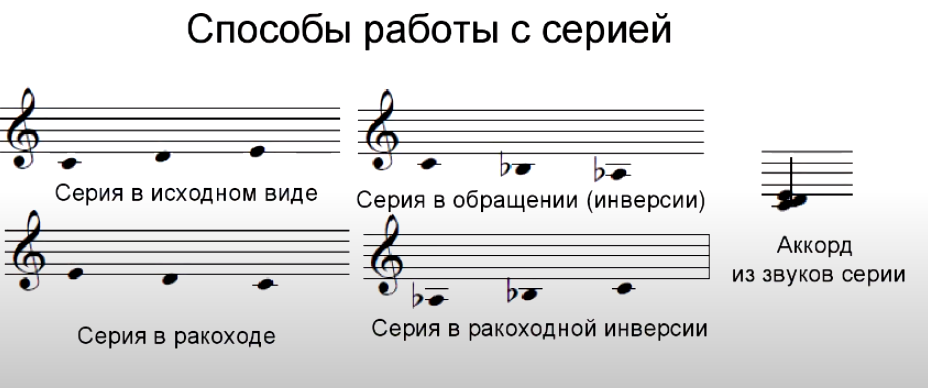 Способы работы с серией
Серия в исходном виде
Серия в обращении (инверсии)
Аккорд
из звуков серии
Серия в ракоходе
Серия в ракоходной инверсии